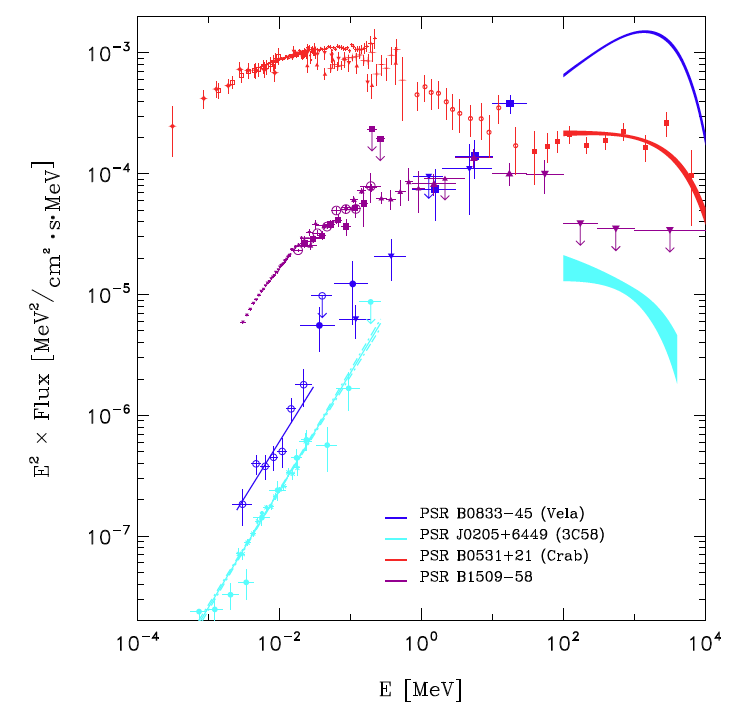 10⁻³
10⁻⁴
10⁻⁵
10⁻⁶
10⁻⁷
E² × Flux [MeV²/cm²·s·MeV]
PSR B0833−45 (Vela)
PSR J0205+6449 (3C58)
PSR B0531+21 (Crab)
PSR B1509−58
10⁻⁴ 10⁻² 10⁰ 10² 10⁴
E [MeV]